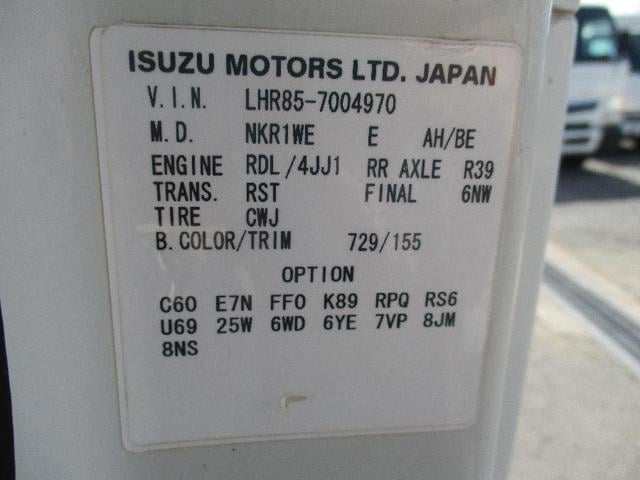 ISUZU MOTORS LTD. JAPAN
V.I.N. LHR85-7004970
M.D. NKR1WE E AH/BE
ENGINE RDL/4JJ1 RR AXLE R39
TRANS. RST FINAL 6NW
TIRE CWJ
B.COLOR/TRIM 729/155
OPTION
C60 E7N FF0 K89 RPQ RS6
U69 25W 6WD 6YE 7VP 8JM
8NS